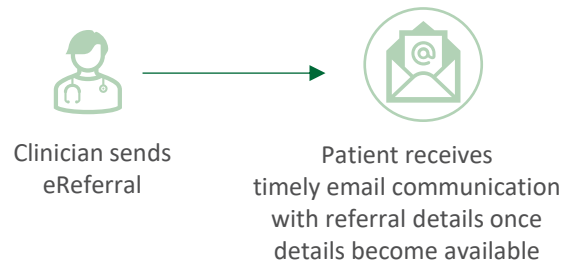 Clinician sends
eReferral
Patient receives
timely email communication
with referral details once
details become available
@